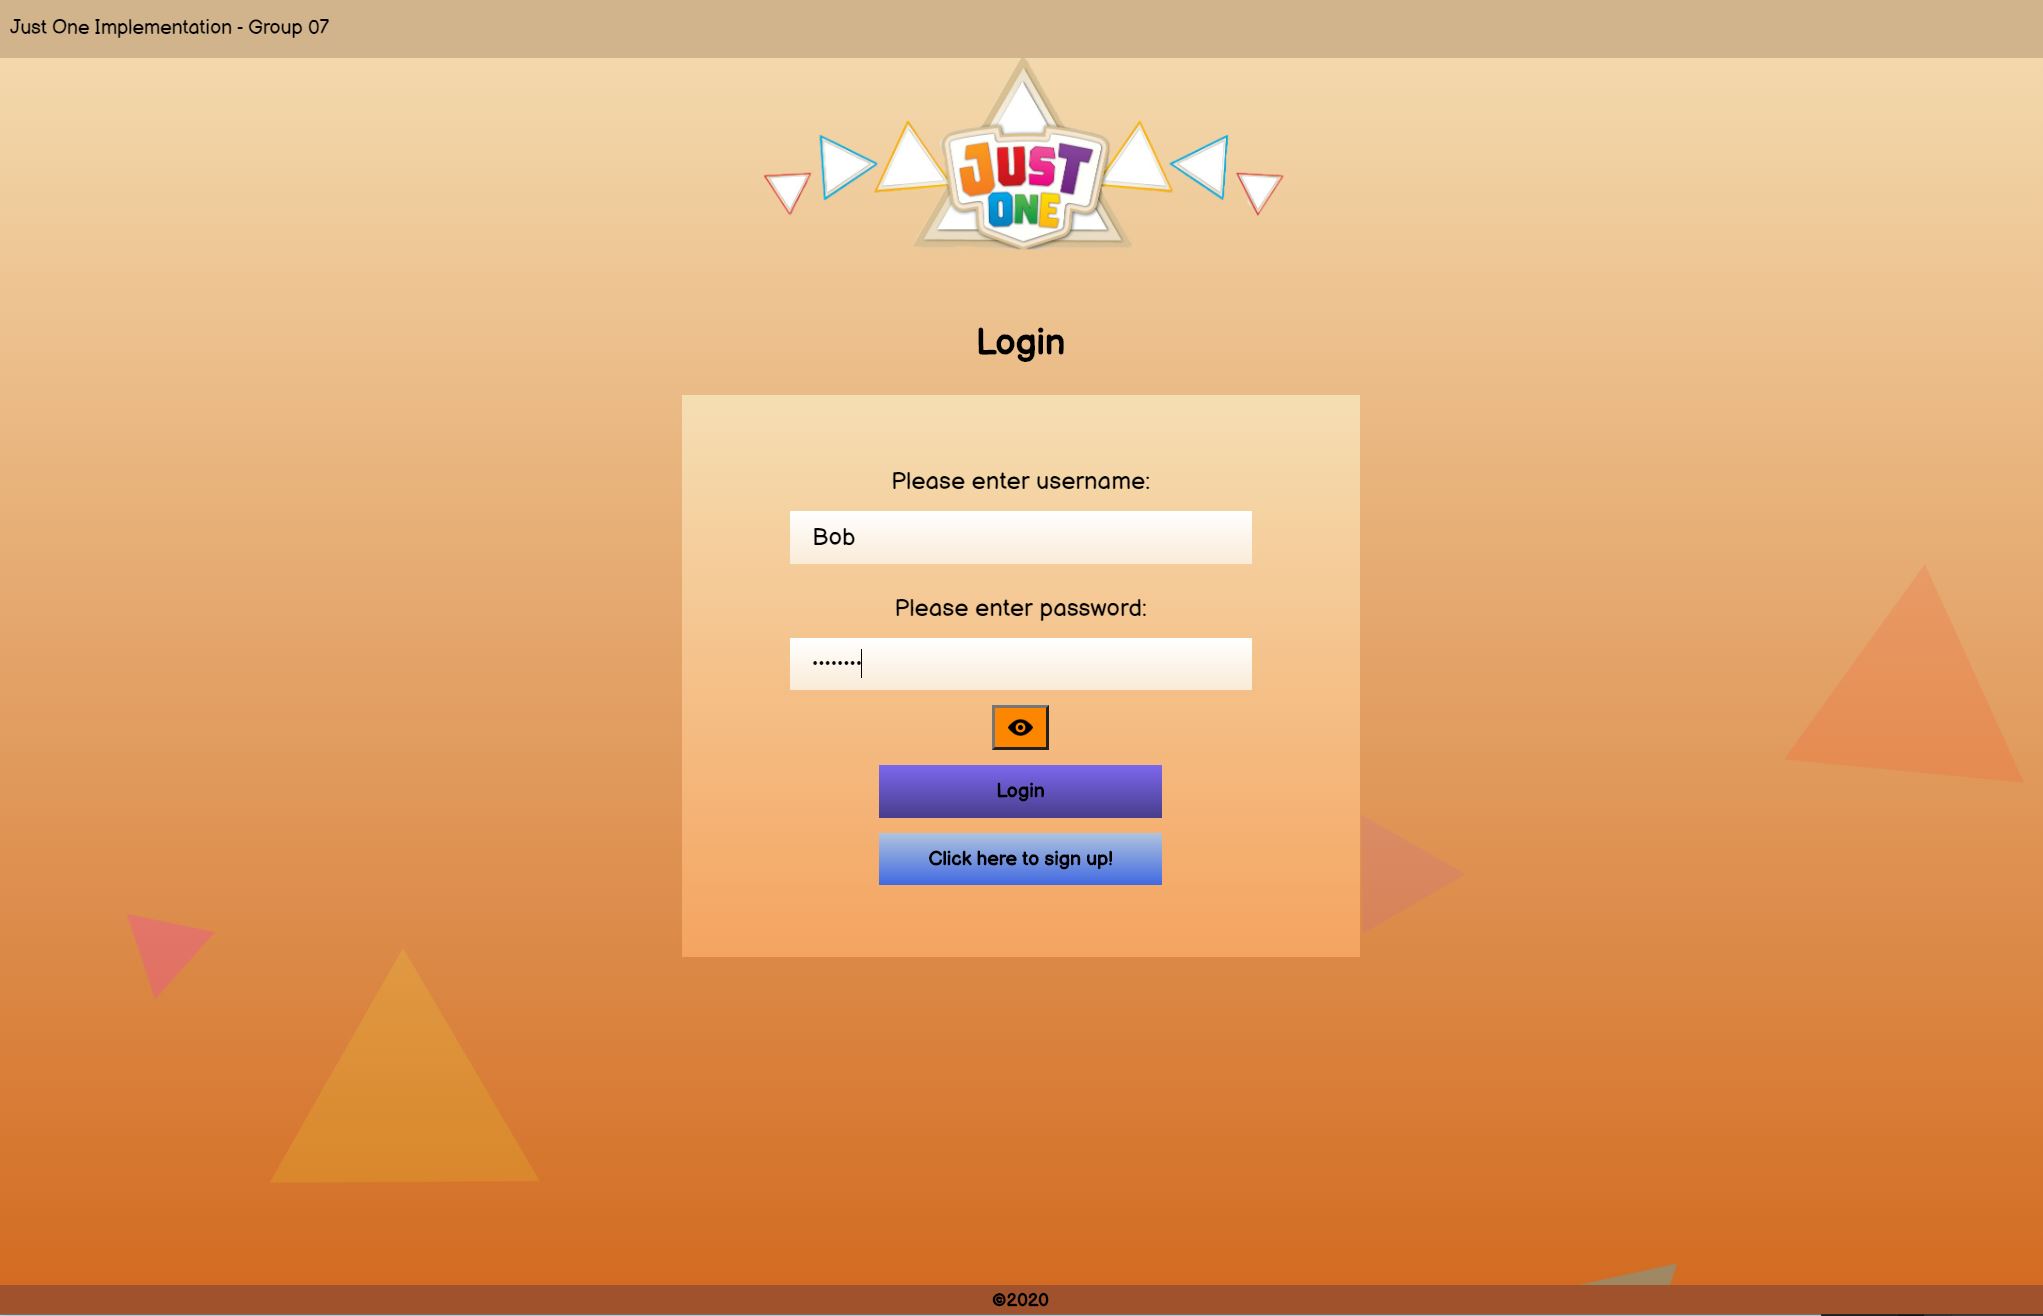 Just One Implementation - Group 07
JUST
ONE
Login
Please enter username:
Bob
Please enter password:
••••••••
Login
Click here to sign up!
©2020